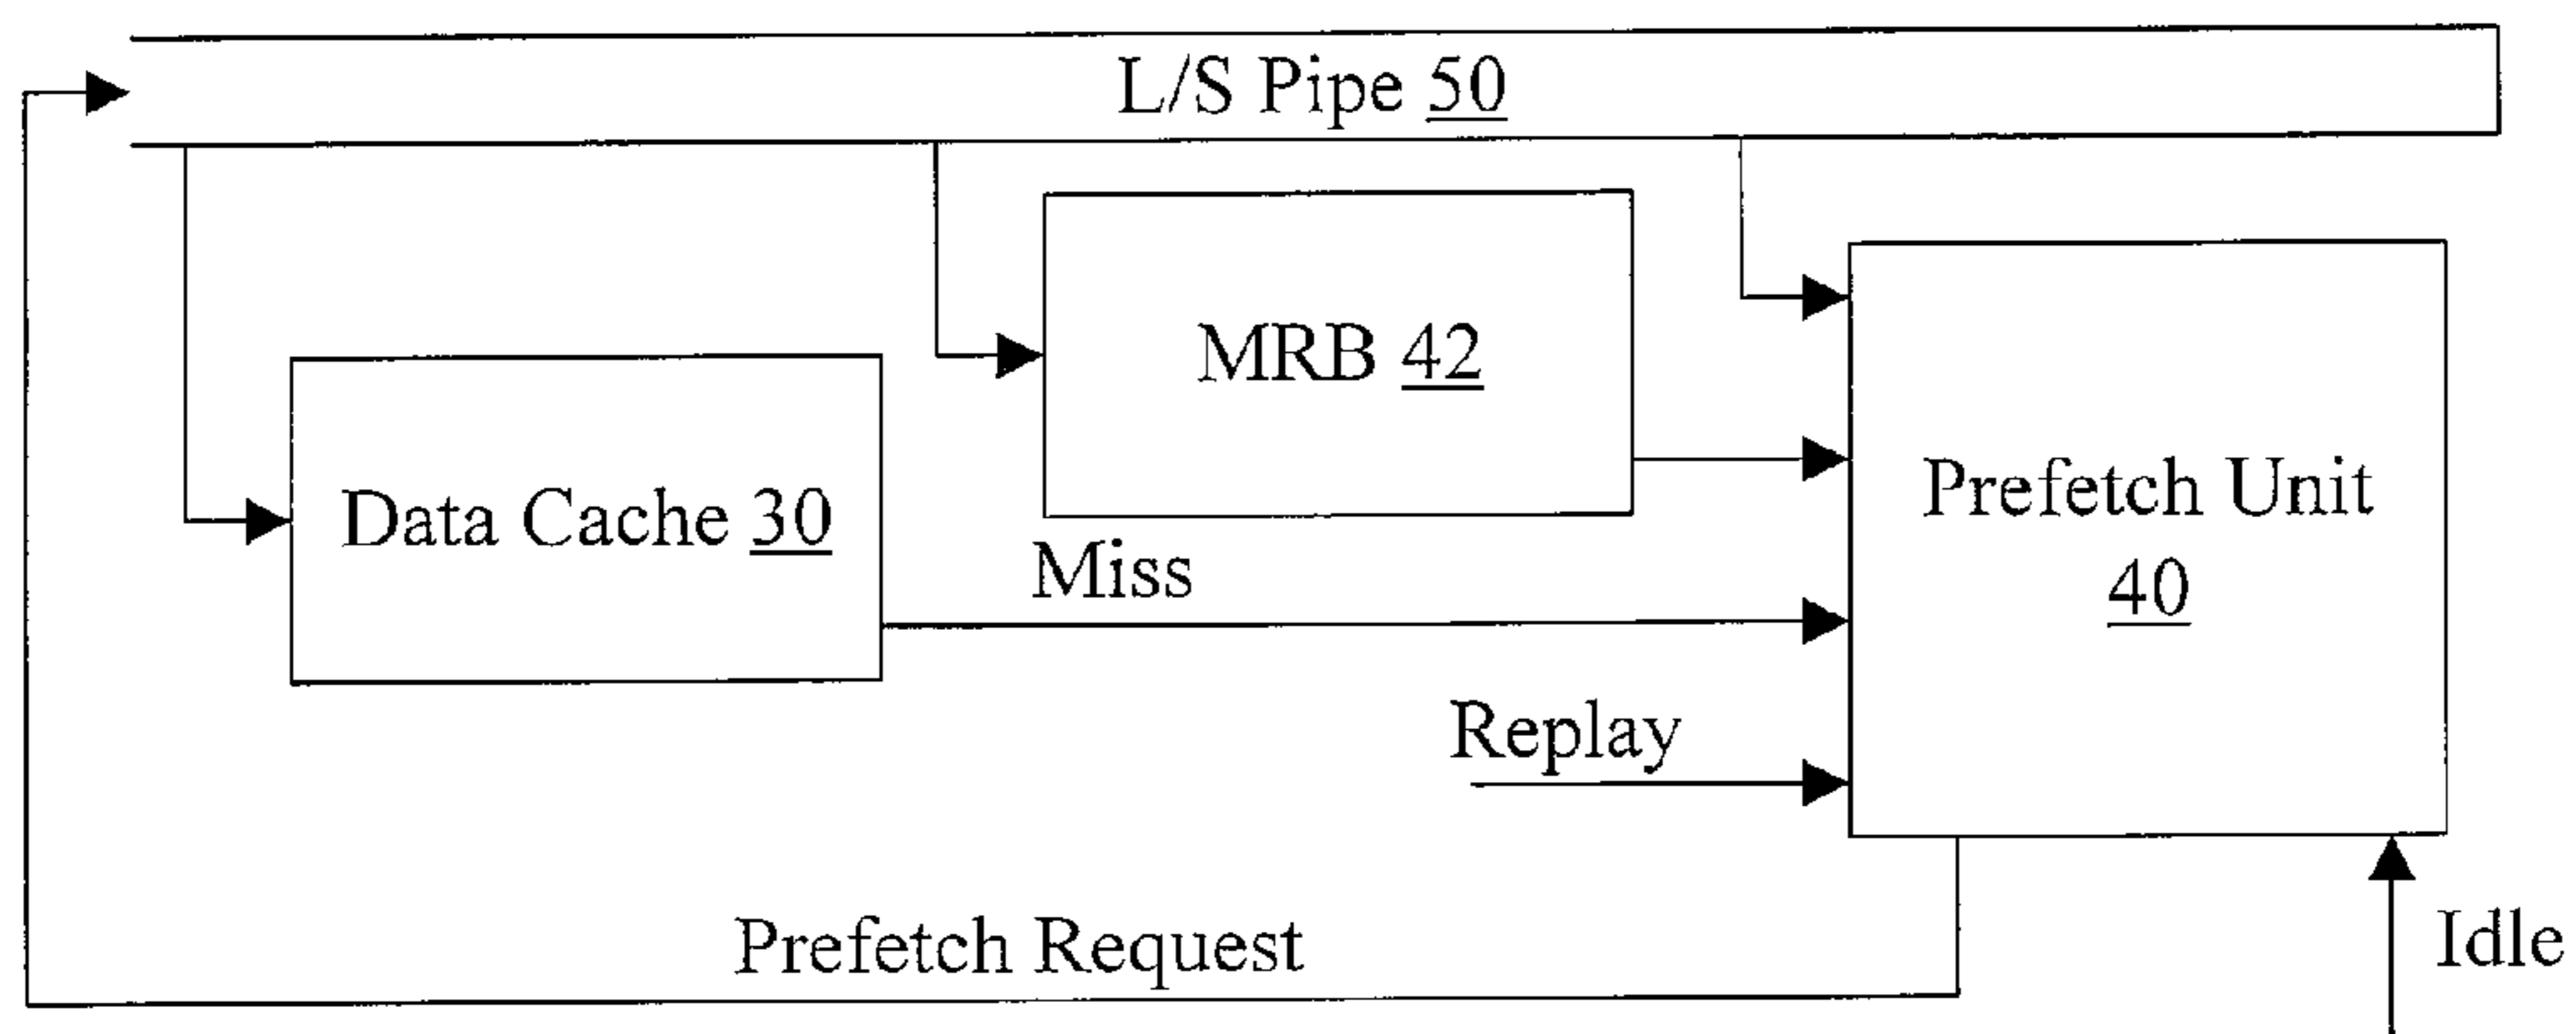 L/S Pipe 50
MRB 42
Data Cache 30
Prefetch Unit
40
Miss
Replay
Prefetch Request
Idle